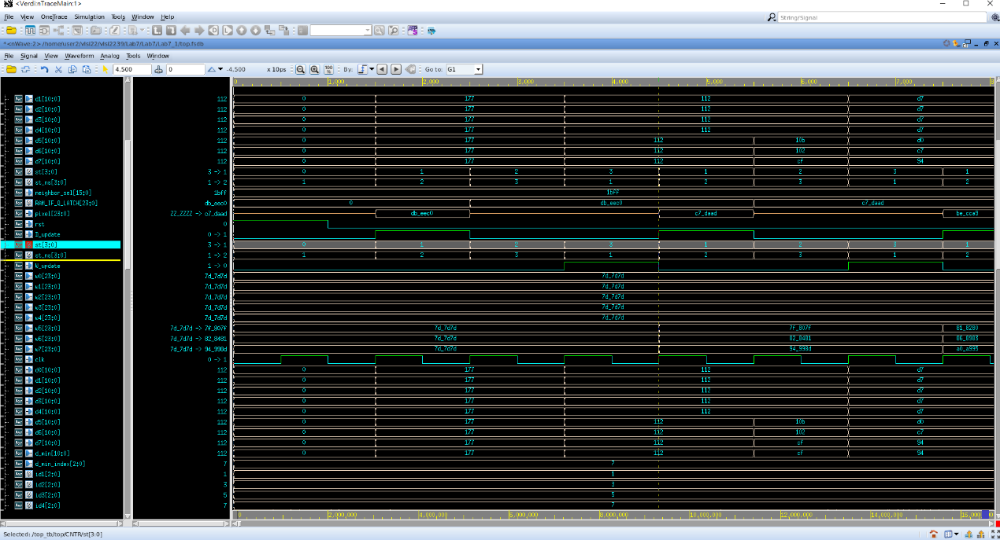 <Verdi:nTraceMain:1>
File View OneTrace Simulation Tools Window Help
String/Signal
*<nWave:2> /home/user2/vlsi22/vlsi2239/Lab7/Lab7/Lab7_1/top.fsdb
File Signal View Waveform Analog Tools Window
4,500 0 -4,500 x 10ps By: Go to: G1
0 1,000 2,000 3,000 4,000 5,000 6,000 7,000
d1[10:0] 112 0 177 112 d7
d2[10:0] 112 0 177 112 d7
d3[10:0] 112 0 177 112 d7
d4[10:0] 112 0 177 112 d7
d5[10:0] 112 0 177 112 10b d0
d6[10:0] 112 0 177 112 102 c7
d7[10:0] 112 0 177 112 cf 94
st[3:0] 3 -> 1 0 1 2 3 1 2 3 1
st_ns[3:0] 1 -> 2 1 2 3 1 2 3 1 2
neighbor_sel[15:0] 1bff 1bff
RAM_IF_Q_LATCH[23:0] db_eec0 0 db_eec0 c7_daad
pixel[23:0] ZZ_ZZZZ -> c7_daad db_eec0 c7_daad be_cca9
rst 0
D_update 0 -> 1
st[3:0] 3 -> 1 0 1 2 3 1 2 3 1
st_ns[3:0] 1 -> 2 1 2 3 1 2 3 1 2
W_update 1 -> 0
w0[23:0] 7d_7d7d 7d_7d7d
w1[23:0] 7d_7d7d 7d_7d7d
w2[23:0] 7d_7d7d 7d_7d7d
w3[23:0] 7d_7d7d 7d_7d7d
w4[23:0] 7d_7d7d 7d_7d7d
w5[23:0] 7d_7d7d -> 7f_807f 7d_7d7d 7f_807f 81_8280
w6[23:0] 7d_7d7d -> 82_8481 7d_7d7d 82_8481
w7[23:0] 7d_7d7d -> 94_990d 7d_7d7d 94_990d a0_a595
clk 0 -> 1
d0[10:0] 112 0 177 112 d7
d1[10:0] 112 0 177 112 d7
d2[10:0] 112 0 177 112 d7
d3[10:0] 112 0 177 112 d7
d4[10:0] 112 0 177 112 d7
d5[10:0] 112 0 177 112 10b d0
d6[10:0] 112 0 177 112 102 c7
d7[10:0] 112 0 177 112 cf 94
d_min[10:0] 112 0 177 112 cf 94
d_min_index[2:0] 7 7
id1[2:0] 1 1
id2[2:0] 3 3
id3[2:0] 5 5
id4[2:0] 7 7
0 2,000,000 4,000,000 6,000,000 8,000,000 10,000,000 12,000,000 14,000,000
Selected: /top_tb/top/CNTR/st[3:0]